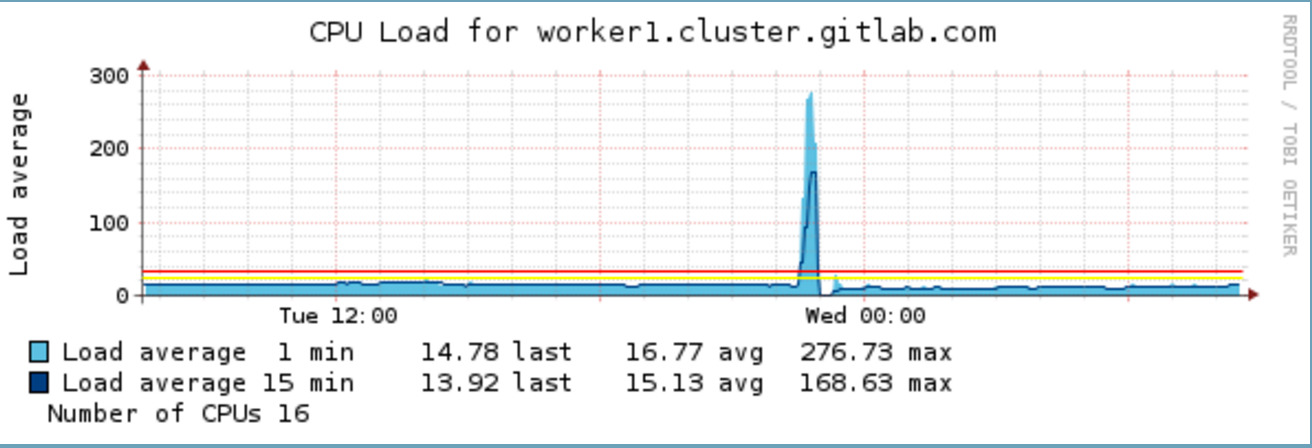 CPU Load for worker1.cluster.gitlab.com
RRDTOOL / TOBI OETIKER
Load average
300
200
100
0
Tue 12:00 Wed 00:00
Load average 1 min 14.78 last 16.77 avg 276.73 max
Load average 15 min 13.92 last 15.13 avg 168.63 max
Number of CPUs 16